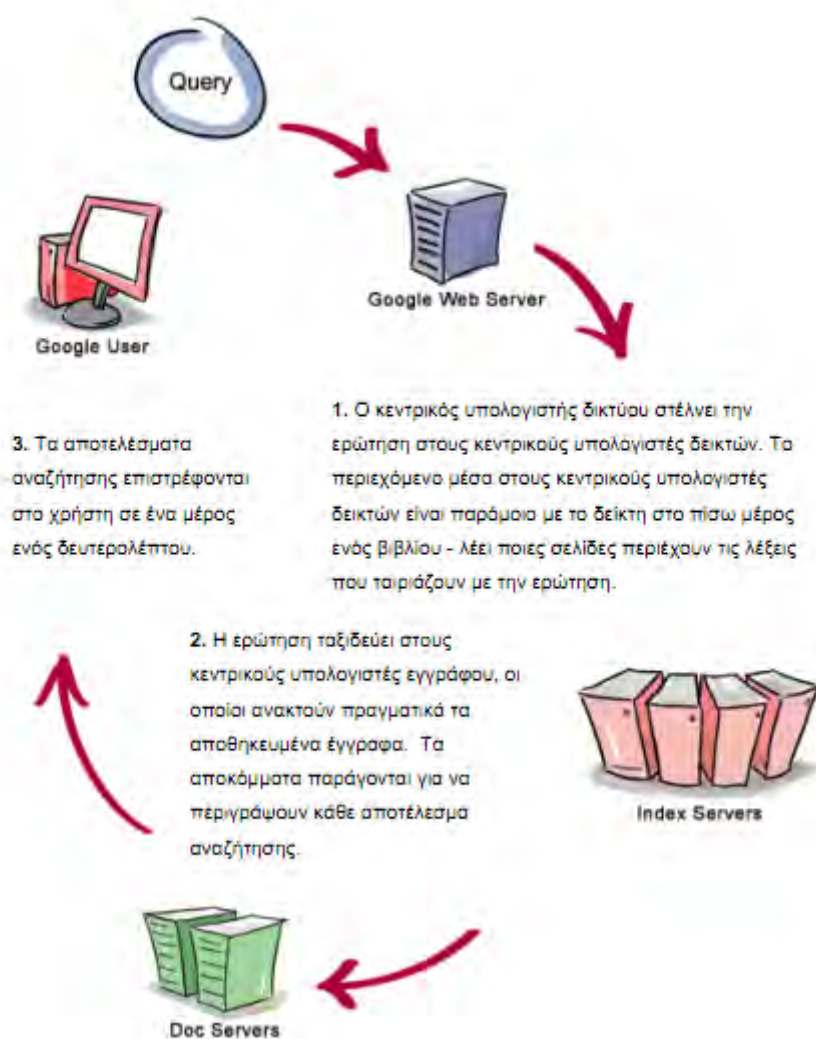 Query
Google Web Server
Google User
1. Ο κεντρικός υπολογιστής δικτύου στέλνει την
ερώτηση στους κεντρικούς υπολογιστές δεικτών. Το
περιεχόμενο μέσα στους κεντρικούς υπολογιστές
δεικτών είναι παρόμοιο με το δείκτη στο πίσω μέρος
ενός βιβλίου - λέει ποιες σελίδες περιέχουν τις λέξεις
που ταιριάζουν με την ερώτηση.
3. Τα αποτελέσματα
αναζήτησης επιστρέφονται
στο χρήστη σε ένα μέρος
ενός δευτερολέπτου.
2. Η ερώτηση ταξιδεύει στους
κεντρικούς υπολογιστές εγγράφου, οι
οποίοι ανακτούν πραγματικά τα
αποθηκευμένα έγγραφα. Τα
αποκόμματα παράγονται για να
περιγράψουν κάθε αποτέλεσμα
αναζήτησης.
Index Servers
Doc Servers